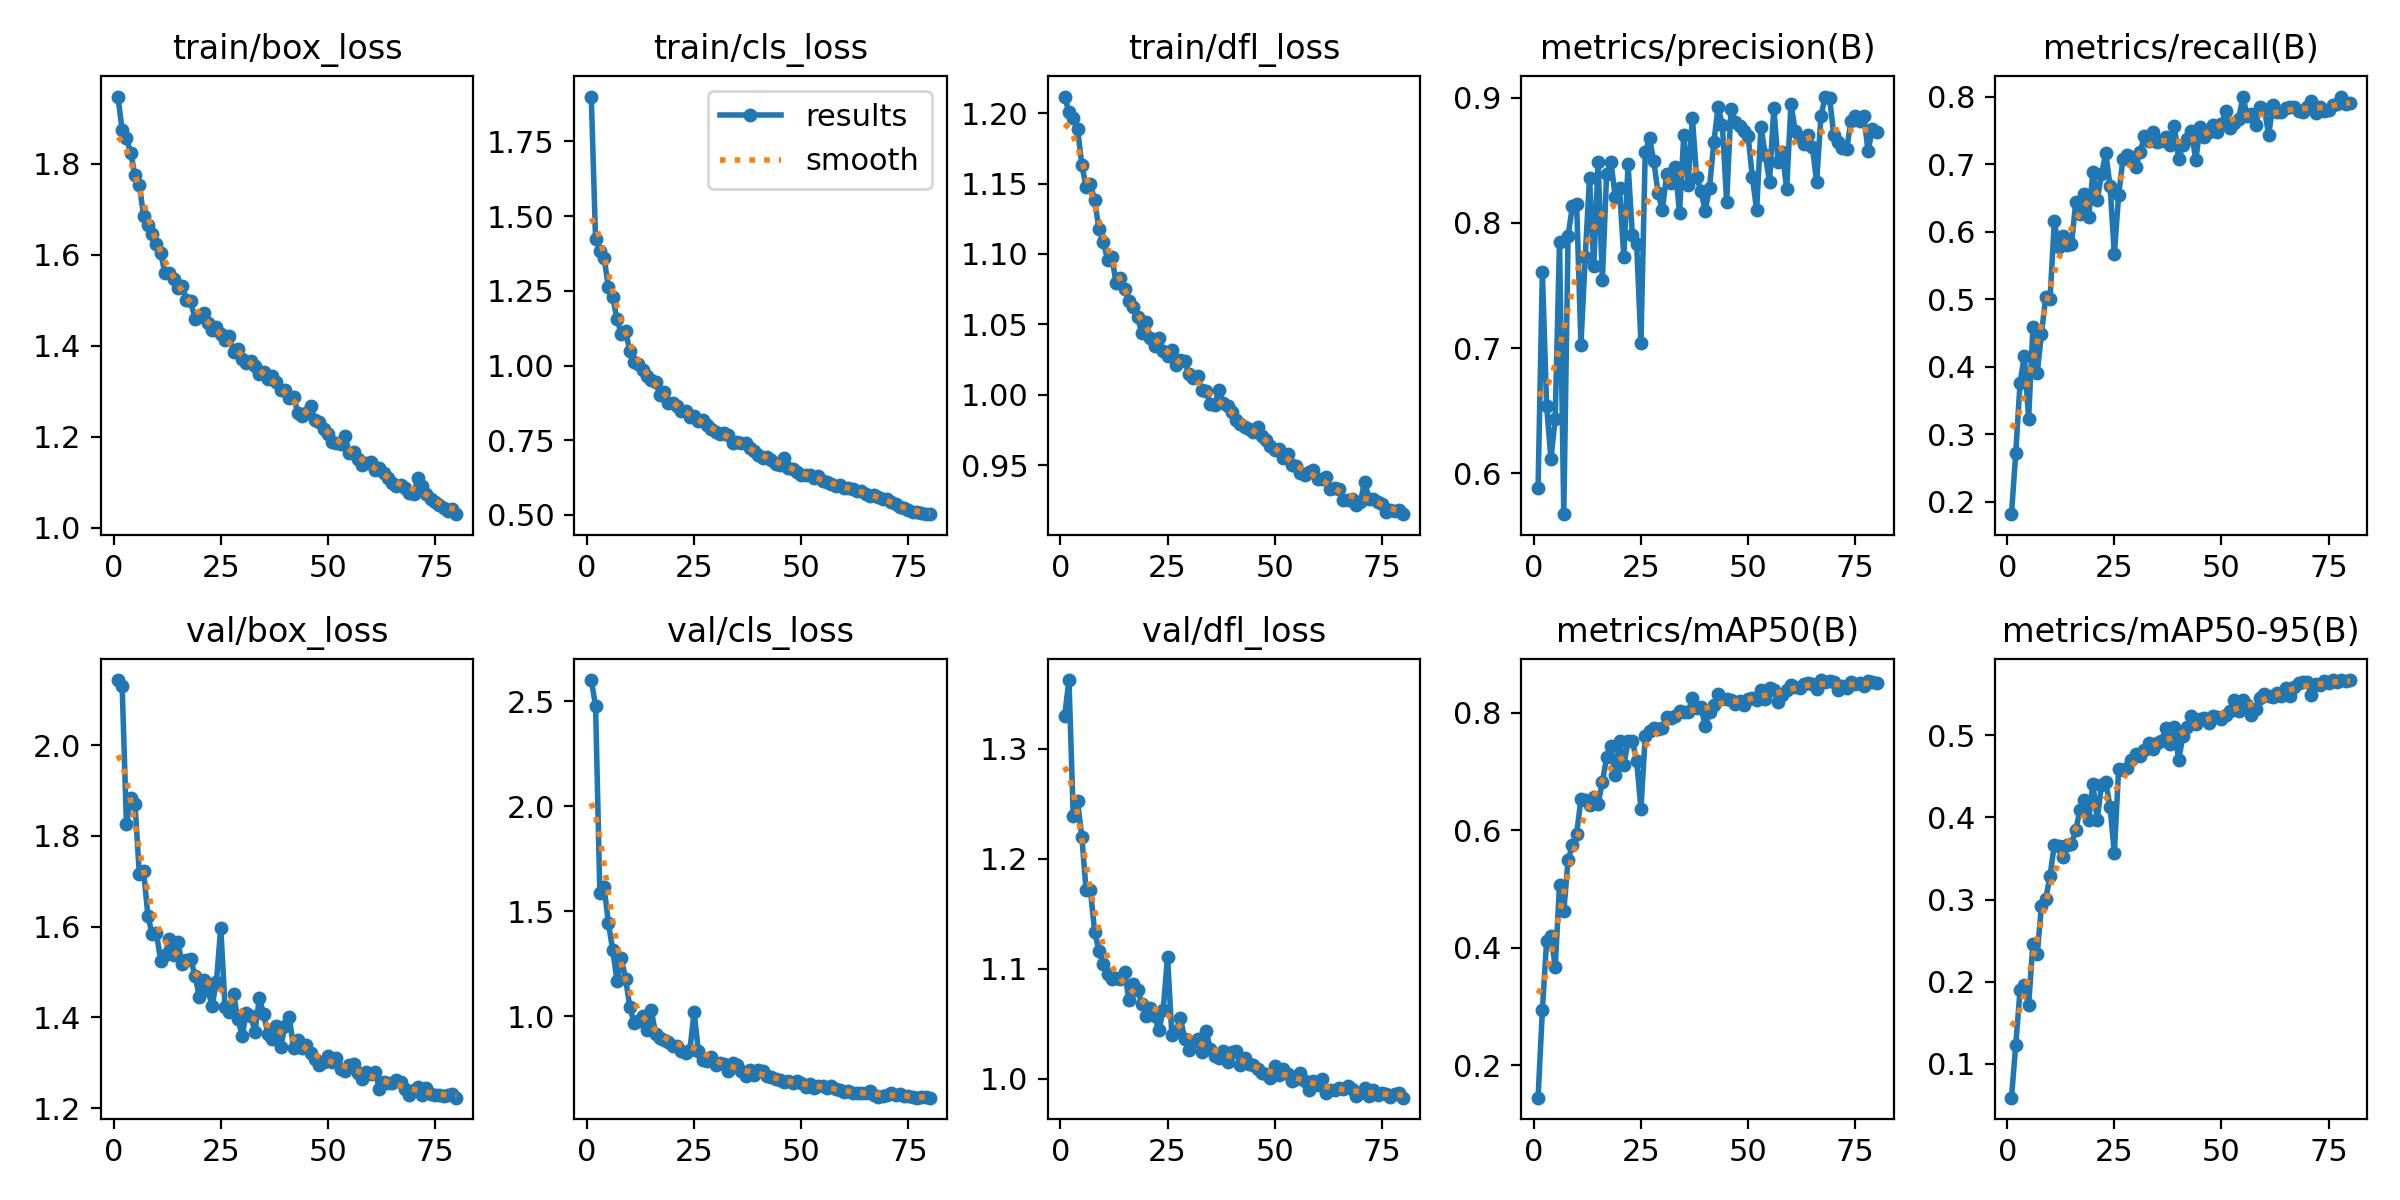 train/box_loss
1.8
1.6
1.4
1.2
1.0
0 25 50 75
train/cls_loss
results
smooth
1.75
1.50
1.25
1.00
0.75
0.50
0 25 50 75
train/dfl_loss
1.20
1.15
1.10
1.05
1.00
0.95
0 25 50 75
metrics/precision(B)
0.9
0.8
0.7
0.6
0 25 50 75
metrics/recall(B)
0.8
0.7
0.6
0.5
0.4
0.3
0.2
0 25 50 75
val/box_loss
2.0
1.8
1.6
1.4
1.2
0 25 50 75
val/cls_loss
2.5
2.0
1.5
1.0
0 25 50 75
val/dfl_loss
1.3
1.2
1.1
1.0
0 25 50 75
metrics/mAP50(B)
0.8
0.6
0.4
0.2
0 25 50 75
metrics/mAP50-95(B)
0.5
0.4
0.3
0.2
0.1
0 25 50 75